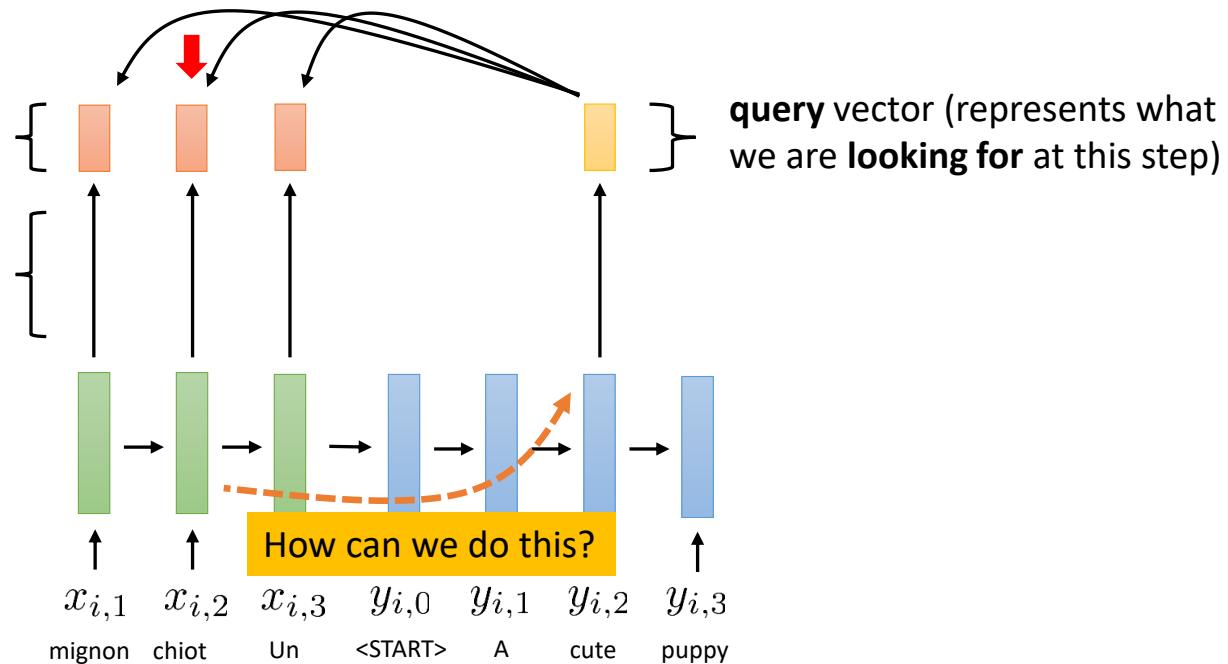 query vector (represents what
we are looking for at this step)
How can we do this?
x_{i,1} x_{i,2} x_{i,3} y_{i,0} y_{i,1} y_{i,2} y_{i,3}
mignon chiot Un <START> A cute puppy